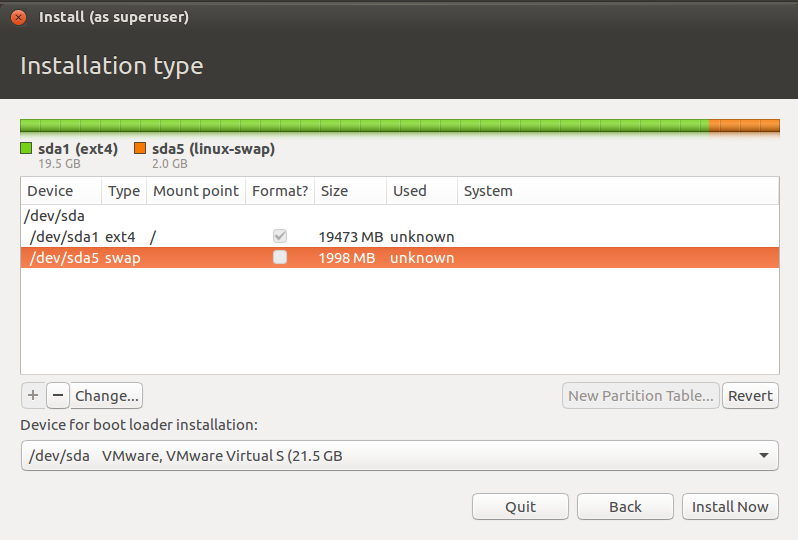 Install (as superuser)
Installation type
sda1 (ext4) sda5 (linux-swap)
19.5 GB 2.0 GB
Device Type Mount point Format? Size Used System
/dev/sda
/dev/sda1 ext4 / 19473 MB unknown
/dev/sda5 swap 1998 MB unknown
+ − Change... New Partition Table... Revert
Device for boot loader installation:
/dev/sda VMware, VMware Virtual S (21.5 GB
Quit Back Install Now